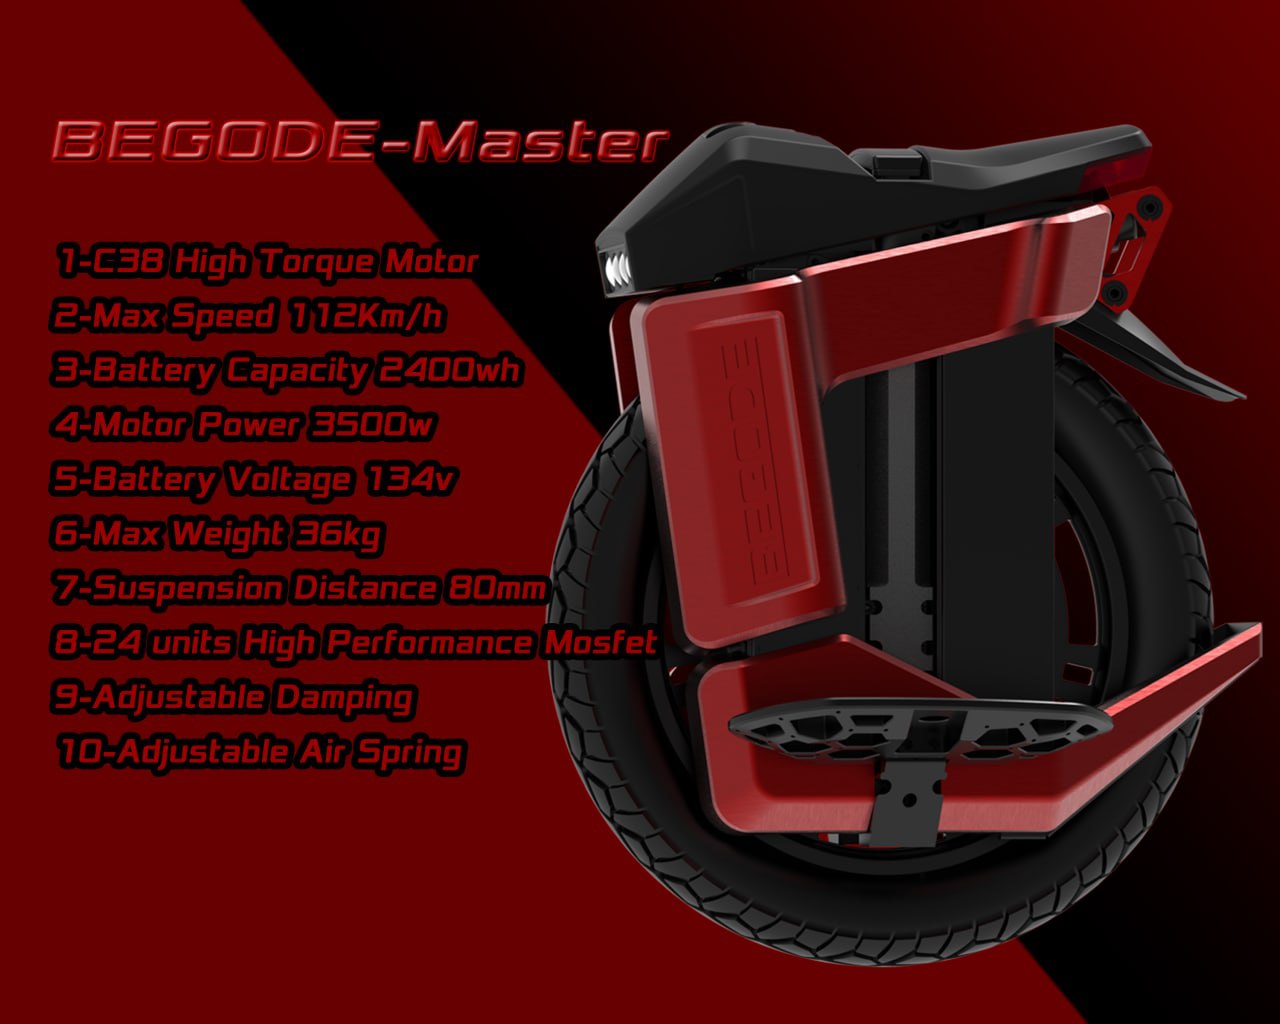 BEGODE-Master
1-C38 High Torque Motor
2-Max Speed 112Km/h
3-Battery Capacity 2400wh
4-Motor Power 3500w
5-Battery Voltage 134v
6-Max Weight 36kg
7-Suspension Distance 80mm
8-24 units High Performance Mosfet
9-Adjustable Damping
10-Adjustable Air Spring
BEGODE